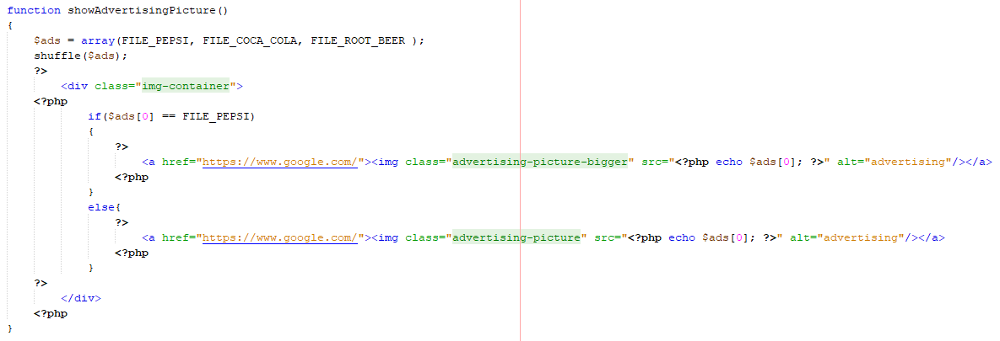 function showAdvertisingPicture()
{
    $ads = array(FILE_PEPSI, FILE_COCA_COLA, FILE_ROOT_BEER );
    shuffle($ads);
    ?>
        <div class="img-container">
    <?php
            if($ads[0] == FILE_PEPSI)
            {
                ?>
                    <a href="https://www.google.com/"><img class="advertising-picture-bigger" src="<?php echo $ads[0]; ?>" alt="advertising"/></a>
                <?php
            }
            else{
                ?>
                    <a href="https://www.google.com/"><img class="advertising-picture" src="<?php echo $ads[0]; ?>" alt="advertising"/></a>
                <?php
            }
    ?>
        </div>
    <?php
}